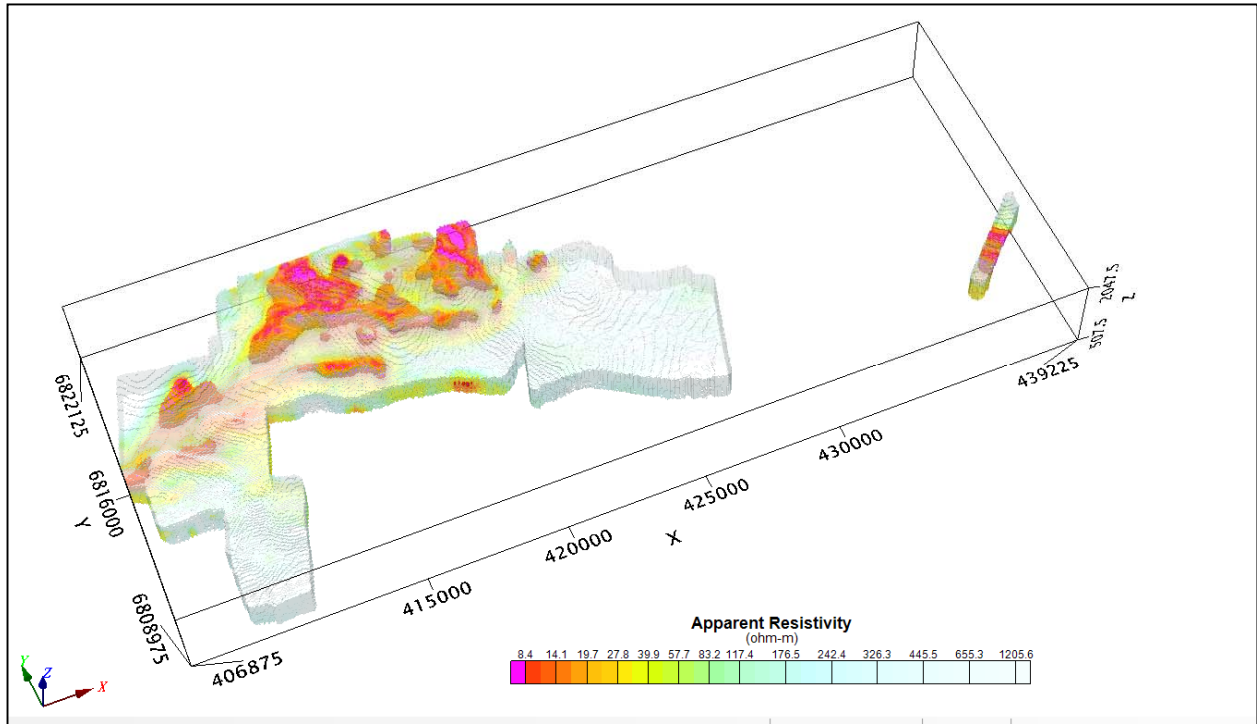 2047.5
Z
507.5
439225
430000
425000
X
420000
415000
406875
6822125
6816000
Y
6808975
Apparent Resistivity
(ohm-m)
8.4 14.1 19.7 27.8 39.9 57.7 83.2 117.4 176.5 242.4 326.3 445.5 655.3 1205.6
Y
Z
X